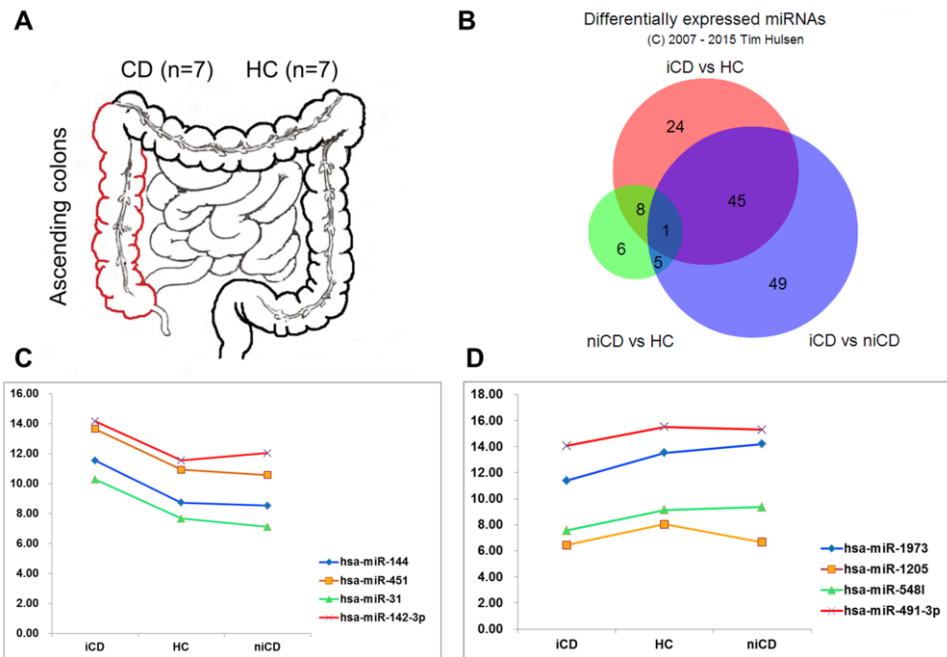 A
CD (n=7) HC (n=7)
Ascending colons
B
Differentially expressed miRNAs
(C) 2007 - 2015 Tim Hulsen
iCD vs HC
24
8
45
1
6
5
49
niCD vs HC
iCD vs niCD
C
16.00
14.00
12.00
10.00
8.00
6.00
4.00
2.00
0.00
iCD HC niCD
hsa-miR-144
hsa-miR-451
hsa-miR-31
hsa-miR-142-3p
D
18.00
16.00
14.00
12.00
10.00
8.00
6.00
4.00
2.00
0.00
iCD HC niCD
hsa-miR-1973
hsa-miR-1205
hsa-miR-548l
hsa-miR-491-3p